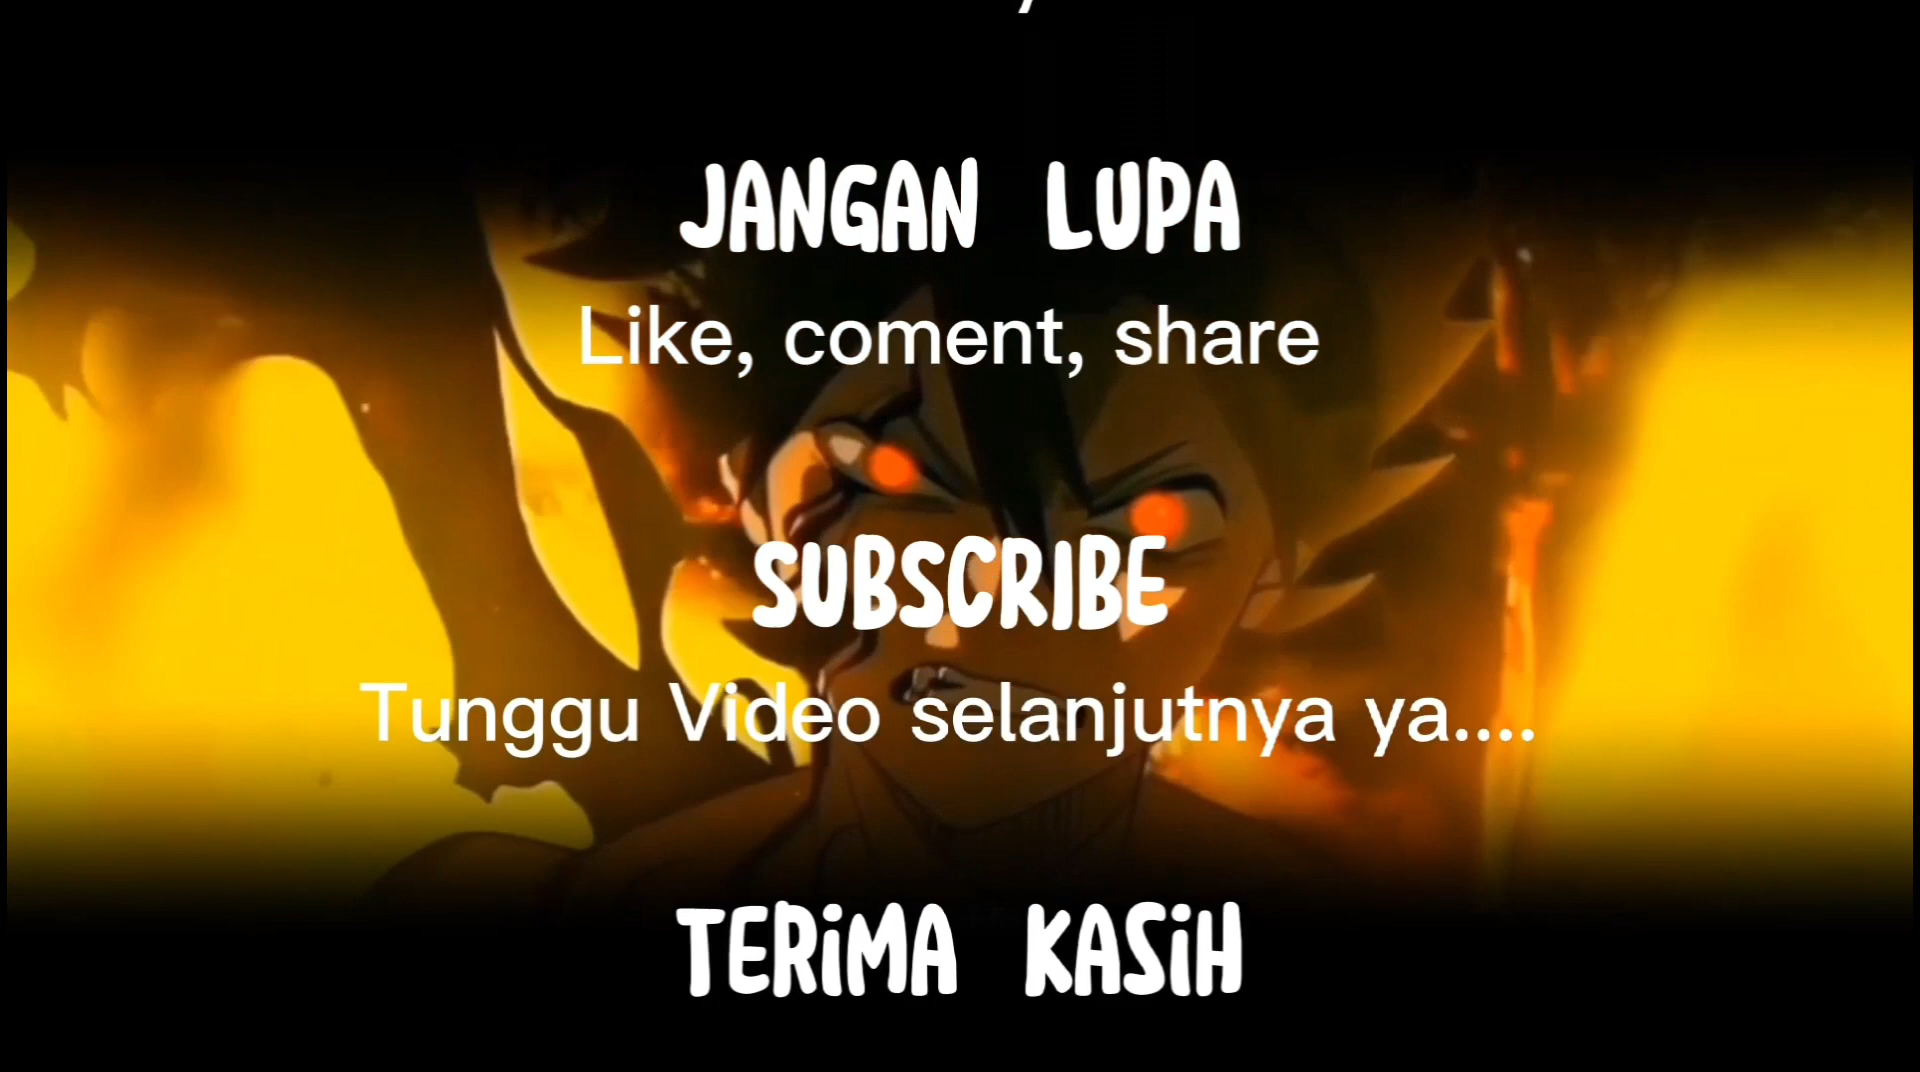 JANGAN LUPA
Like, coment, share
SUBSCRIBE
Tunggu Video selanjutnya ya....
TERIMA KASIH